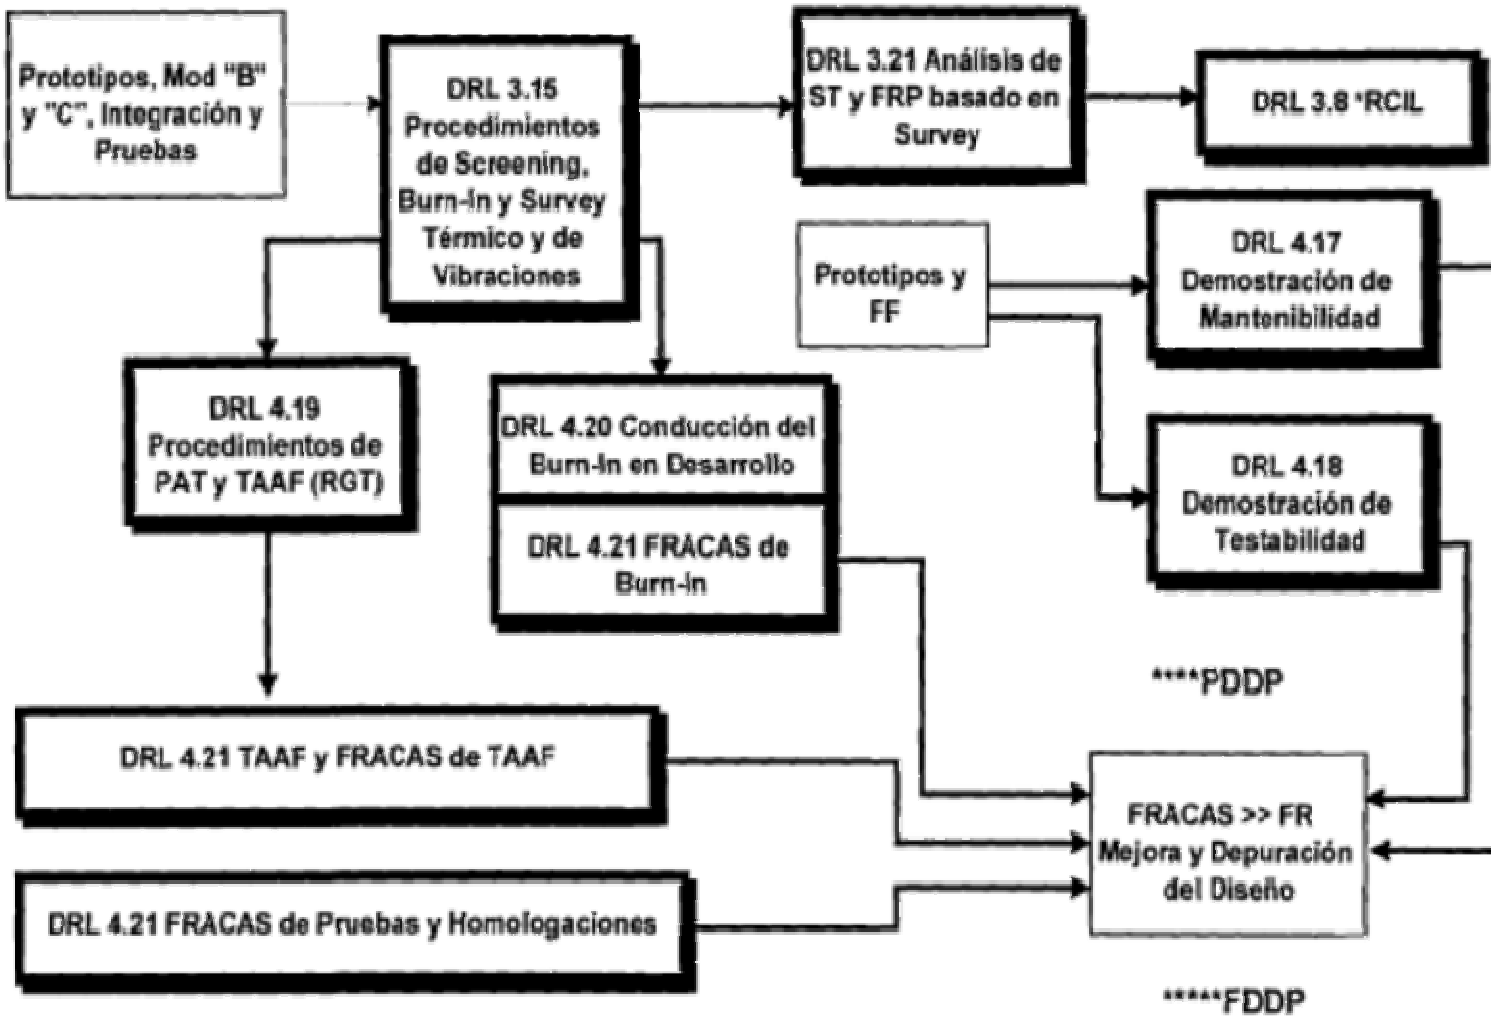 Prototipos, Mod "B"
y "C", Integración y
Pruebas
DRL 3.15
Procedimientos
de Screening,
Burn-In y Survey
Térmico y de
Vibraciones
DRL 3.21 Análisis de
ST y FRP basado en
Survey
DRL 3.8 *RCIL
Prototipos y
FF
DRL 4.17
Demostración de
Mantenibilidad
DRL 4.19
Procedimientos de
PAT y TAAF (RGT)
DRL 4.20 Conducción del
Burn-In en Desarrollo
DRL 4.21 FRACAS de
Burn-In
DRL 4.18
Demostración de
Testabilidad
****PDDP
DRL 4.21 TAAF y FRACAS de TAAF
FRACAS >> FR
Mejora y Depuración
del Diseño
DRL 4.21 FRACAS de Pruebas y Homologaciones
*****FDDP